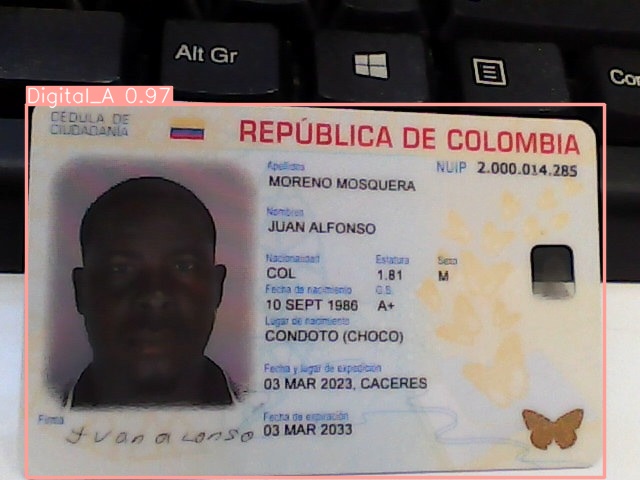 Alt Gr
Digital_A 0.97
CÉDULA DE
CIUDADANÍA
REPÚBLICA DE COLOMBIA
NUIP 2.000.014.285
Apellidos
MORENO MOSQUERA
Nombres
JUAN ALFONSO
Nacionalidad Estatura Sexo
COL 1.81 M
Fecha de nacimiento G.S.
10 SEPT 1986 A+
Lugar de nacimiento
CONDOTO (CHOCO)
Fecha y lugar de expedición
03 MAR 2023, CACERES
Fecha de expiración
03 MAR 2033
Firma
Juan